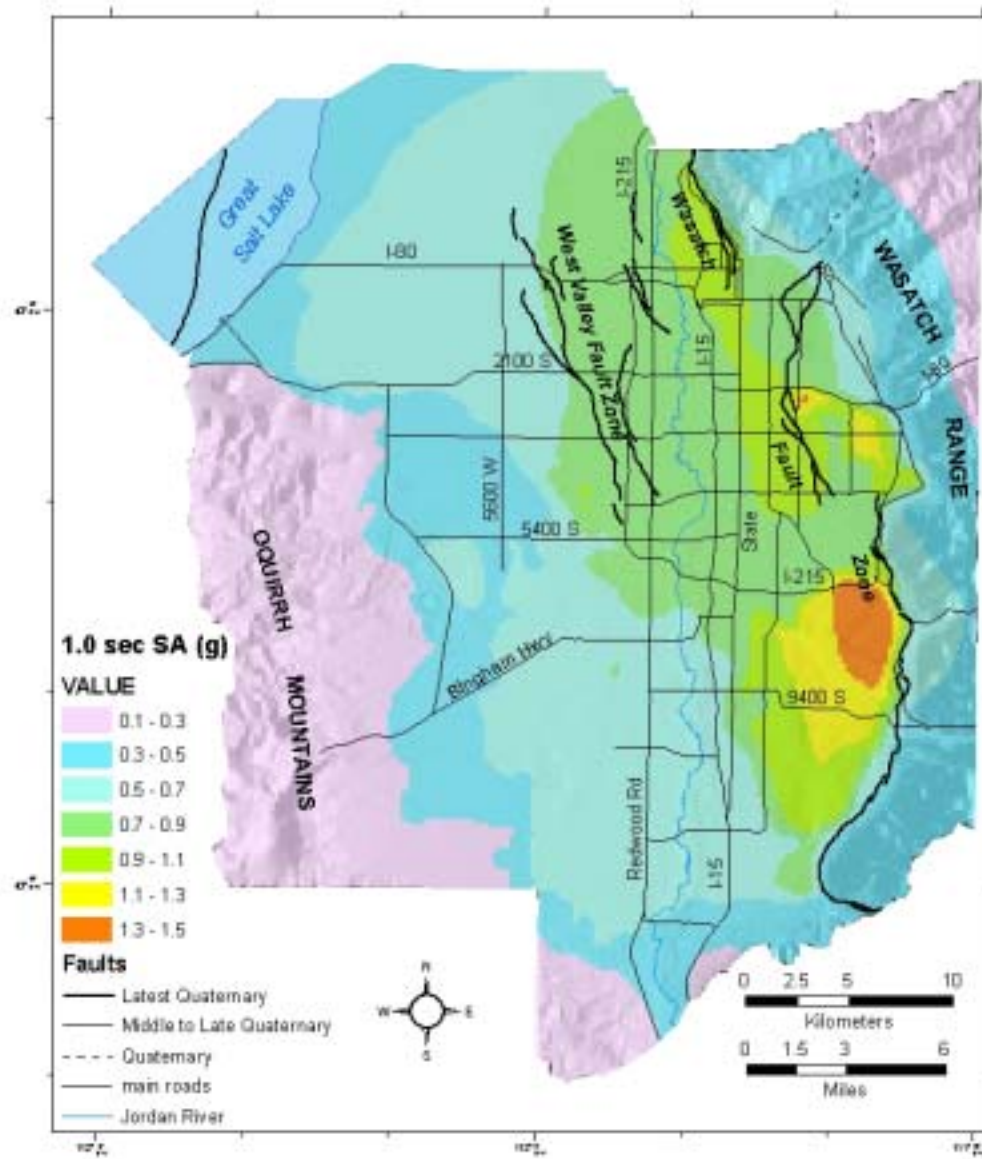 I-215
Great
Salt Lake
Wasatch
I-80
West Valley Fault Zone
WASATCH
RANGE
I-15
2100 S
I-80
Fault
5600 W
State
5400 S
OQUIRRH
MOUNTAINS
I-215
Zone
Bingham Hwy
9400 S
Redwood Rd
I-15
1.0 sec SA (g)
VALUE
0.1 - 0.3
0.3 - 0.5
0.5 - 0.7
0.7 - 0.9
0.9 - 1.1
1.1 - 1.3
1.3 - 1.5
Faults
Latest Quaternary
Middle to Late Quaternary
Quaternary
main roads
Jordan River
N
W E
S
0 2.5 5 10
Kilometers
0 1.5 3 6
Miles